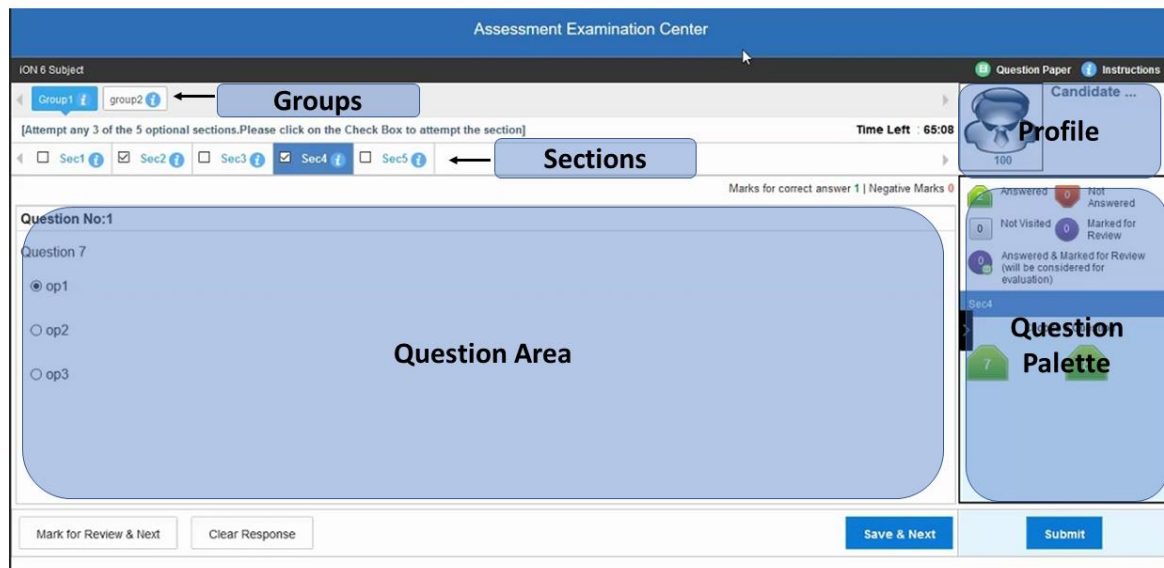 Assessment Examination Center
iON 6 Subject
Question Paper
Instructions
Group1
group2
Groups
Candidate ...
[Attempt any 3 of the 5 optional sections.Please click on the Check Box to attempt the section]
Time Left : 65:08
Profile
100
Sec1
Sec2
Sec3
Sec4
Sec5
Sections
Marks for correct answer 1 | Negative Marks 0
2 Answered
0 Not Answered
0 Not Visited
0 Marked for Review
0 Answered & Marked for Review
(will be considered for
evaluation)
Question No:1
Question 7
op1
op2
op3
Question Area
Sec4
Question
Palette
7
Mark for Review & Next
Clear Response
Save & Next
Submit